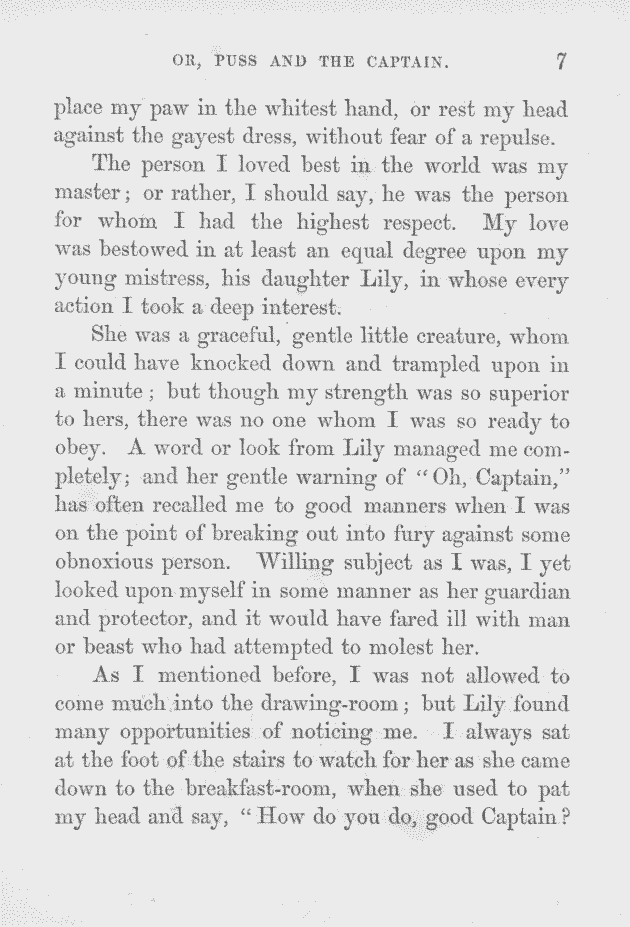 OR, PUSS AND THE CAPTAIN. 7
place my paw in the whitest hand, or rest my head
against the gayest dress, without fear of a repulse.
The person I loved best in the world was my
master; or rather, I should say, he was the person
for whom I had the highest respect. My love
was bestowed in at least an equal degree upon my
young mistress, his daughter Lily, in whose every
action I took a deep interest.
She was a graceful, gentle little creature, whom
I could have knocked down and trampled upon in
a minute; but though my strength was so superior
to hers, there was no one whom I was so ready to
obey. A word or look from Lily managed me com-
pletely; and her gentle warning of “Oh, Captain,”
has often recalled me to good manners when I was
on the point of breaking out into fury against some
obnoxious person. Willing subject as I was, I yet
looked upon myself in some manner as her guardian
and protector, and it would have fared ill with man
or beast who had attempted to molest her.
As I mentioned before, I was not allowed to
come much into the drawing-room; but Lily found
many opportunities of noticing me. I always sat
at the foot of the stairs to watch for her as she came
down to the breakfast-room, when she used to pat
my head and say, “How do you do, good Captain?